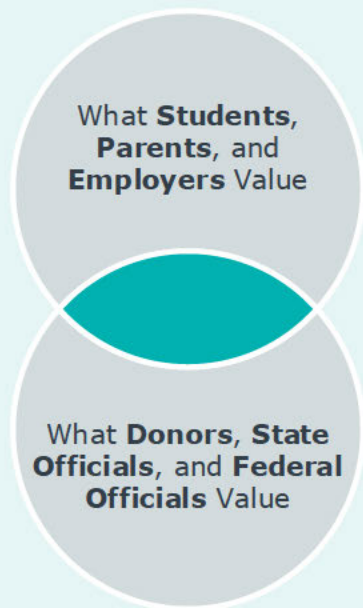 What Students,
Parents, and
Employers Value
What Donors, State
Officials, and Federal
Officials Value